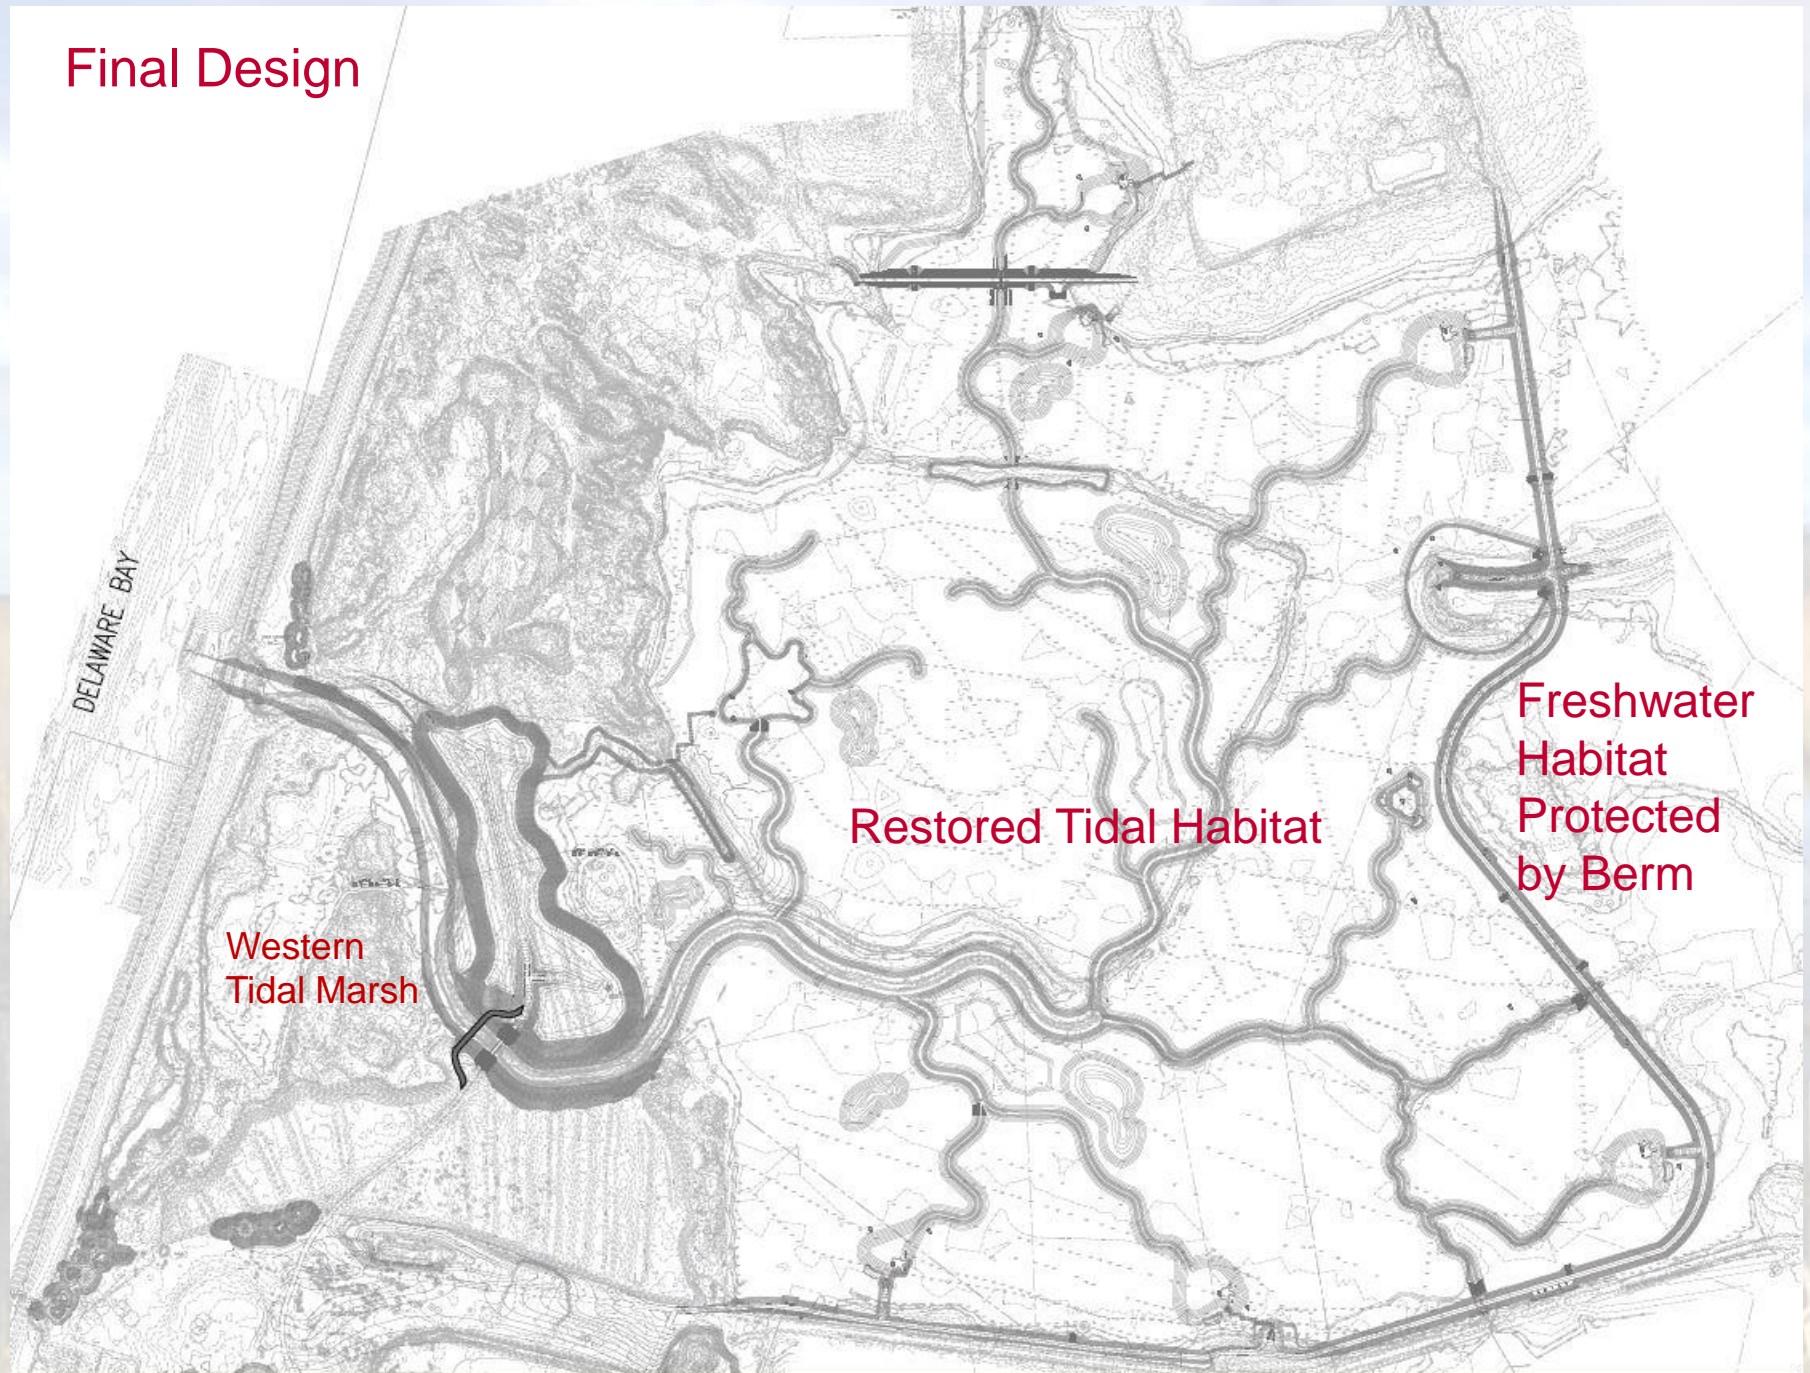 Final Design
DELAWARE BAY
Freshwater
Habitat
Protected
by Berm
Restored Tidal Habitat
Western
Tidal Marsh